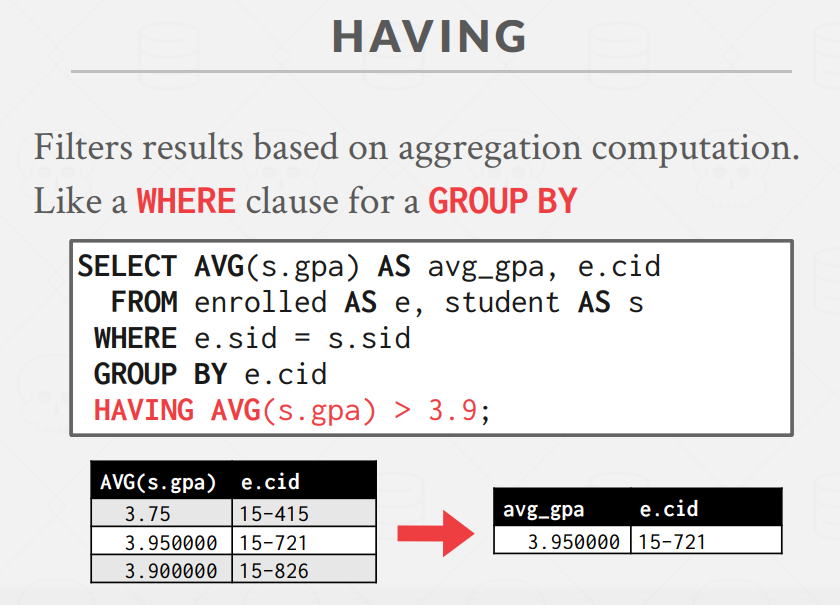 HAVING
Filters results based on aggregation computation.
Like a WHERE clause for a GROUP BY
SELECT AVG(s.gpa) AS avg_gpa, e.cid
FROM enrolled AS e, student AS s
WHERE e.sid = s.sid
GROUP BY e.cid
HAVING AVG(s.gpa) > 3.9;
AVG(s.gpa) e.cid
3.75 15-415
3.950000 15-721
3.900000 15-826
avg_gpa e.cid
3.950000 15-721